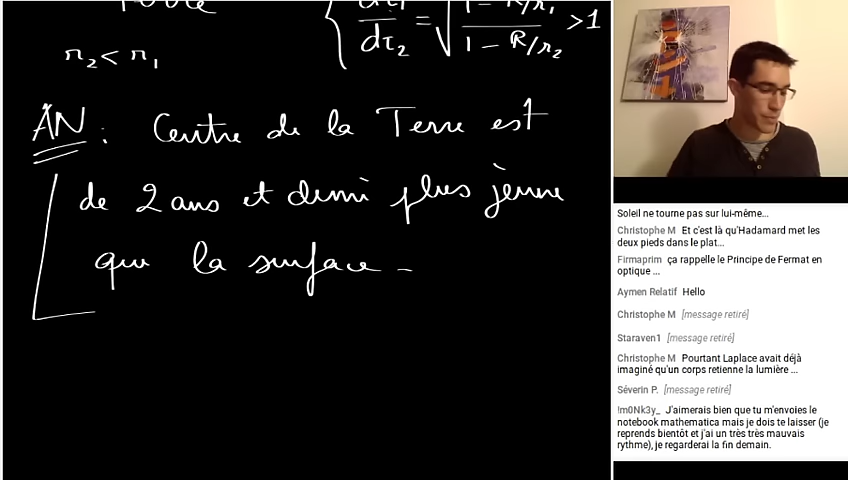 r₂ < r₁
dτ₂ = √ 1 - R/r₂ > 1
AN : Centre de la Terre est
de 2 ans et demi plus jeune
que la surface -
Soleil ne tourne pas sur lui-même...
Christophe M Et c'est là qu'Hadamard met les
deux pieds dans le plat...
Firmaprim ça rappelle le Principe de Fermat en
optique ...
Aymen Relatif Hello
Christophe M [message retiré]
Staraven1 [message retiré]
Christophe M Pourtant Laplace avait déjà
imaginé qu'un corps retienne la lumière ...
Séverin P. [message retiré]
!m0Nk3y_ J'aimerais bien que tu m'envoies le
notebook mathematica mais je dois te laisser (je
reprends bientôt et j'ai un très très mauvais
rythme), je regarderai la fin demain.